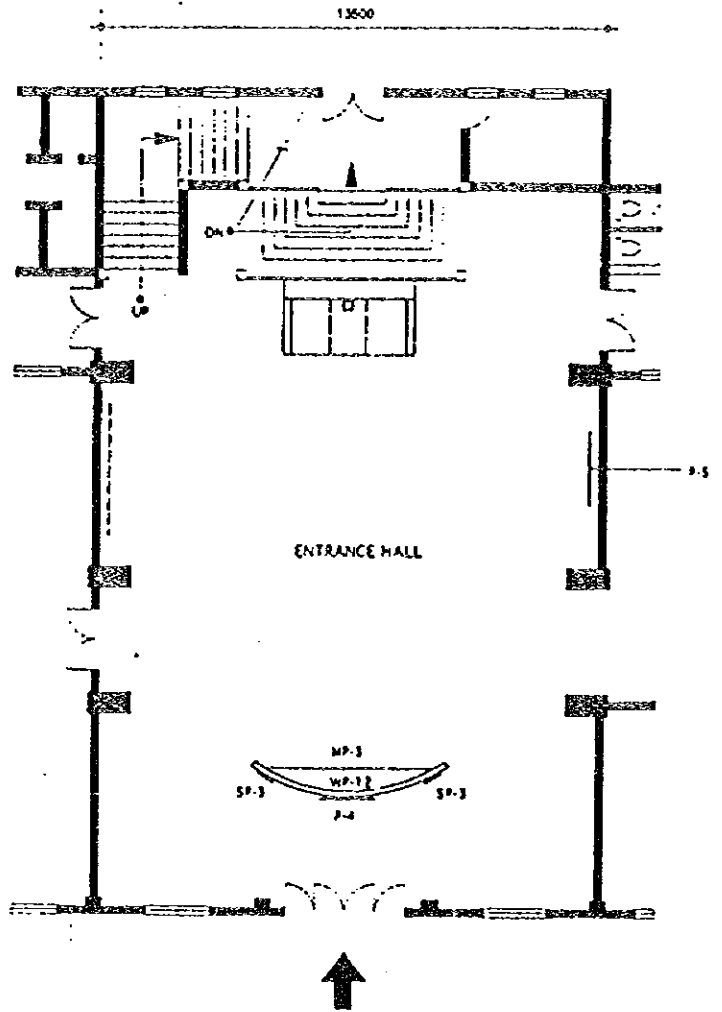 13500
DN
UP
P-5
ENTRANCE HALL
MP-3
WP-12
SP-3
SP-3
P-4